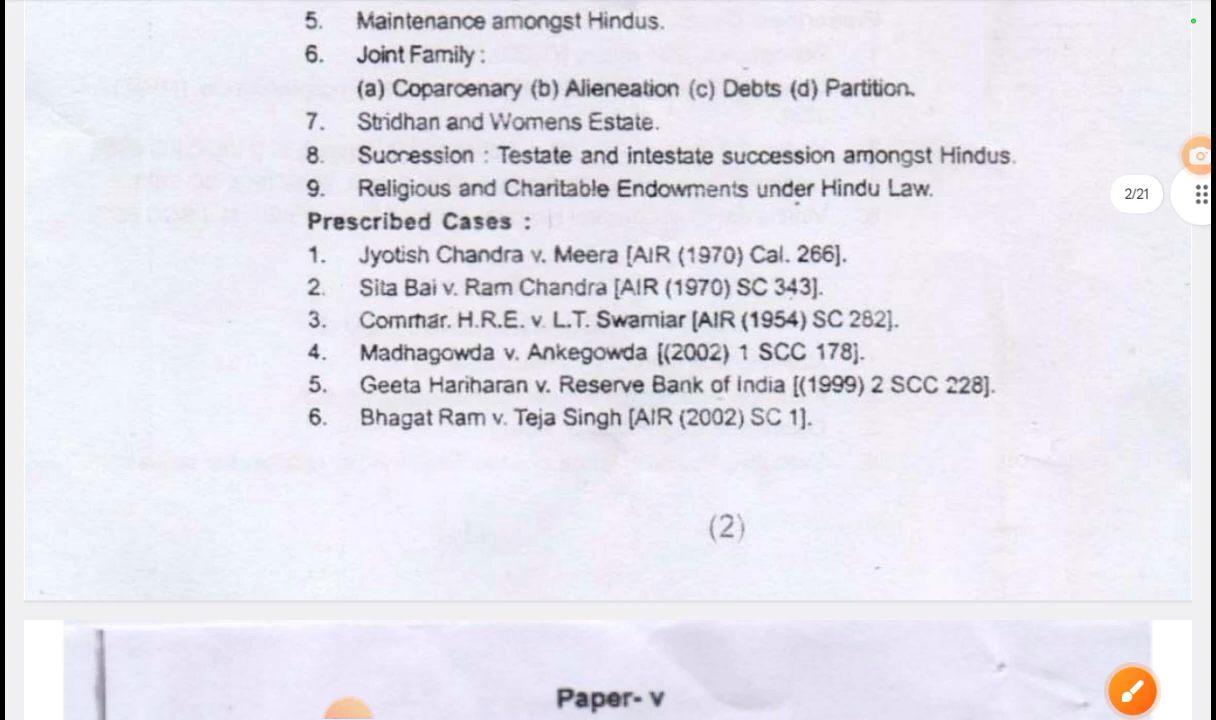 5. Maintenance amongst Hindus.
6. Joint Family :
(a) Coparcenary (b) Alieneation (c) Debts (d) Partition.
7. Stridhan and Womens Estate.
8. Succession : Testate and intestate succession amongst Hindus.
9. Religious and Charitable Endowments under Hindu Law.
2/21
Prescribed Cases :
1. Jyotish Chandra v. Meera [AIR (1970) Cal. 266].
2. Sita Bai v. Ram Chandra [AIR (1970) SC 343].
3. Commar. H.R.E. v. L.T. Swamiar [AIR (1954) SC 282].
4. Madhagowda v. Ankegowda [(2002) 1 SCC 178].
5. Geeta Hariharan v. Reserve Bank of India [(1999) 2 SCC 228].
6. Bhagat Ram v. Teja Singh [AIR (2002) SC 1].
(2)
Paper- v